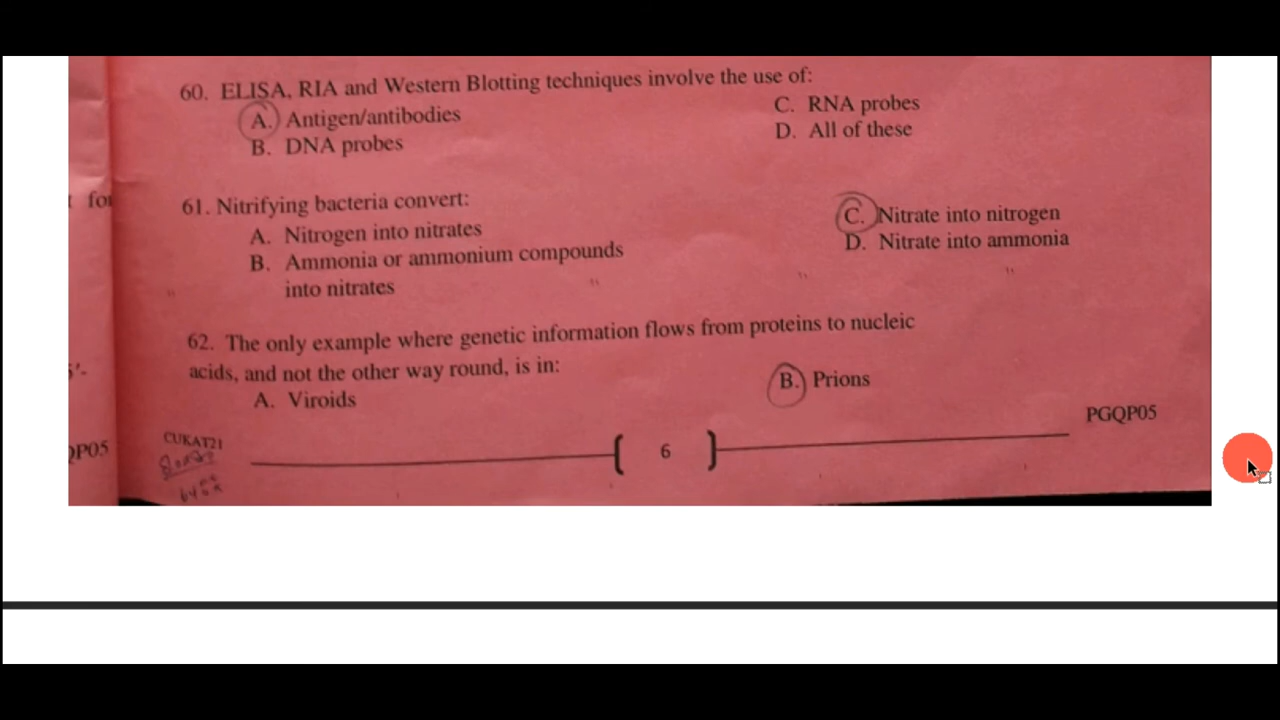 60. ELISA, RIA and Western Blotting techniques involve the use of:
A. Antigen/antibodies
C. RNA probes
B. DNA probes
D. All of these
t for
61. Nitrifying bacteria convert:
A. Nitrogen into nitrates
C. Nitrate into nitrogen
B. Ammonia or ammonium compounds
D. Nitrate into ammonia
into nitrates
62. The only example where genetic information flows from proteins to nucleic
acids, and not the other way round, is in:
5'-
A. Viroids
B. Prions
PGQP05
QP05
CUKAT21
6